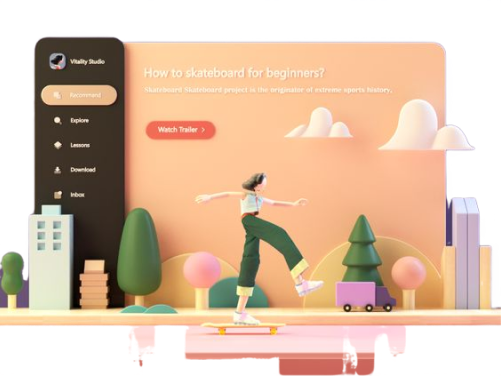 Vitality Studio
Recommend
Explore
Lessons
Download
Inbox
How to skateboard for beginners?
Skateboard Skateboard project is the originator of extreme sports history.
Watch Trailer >